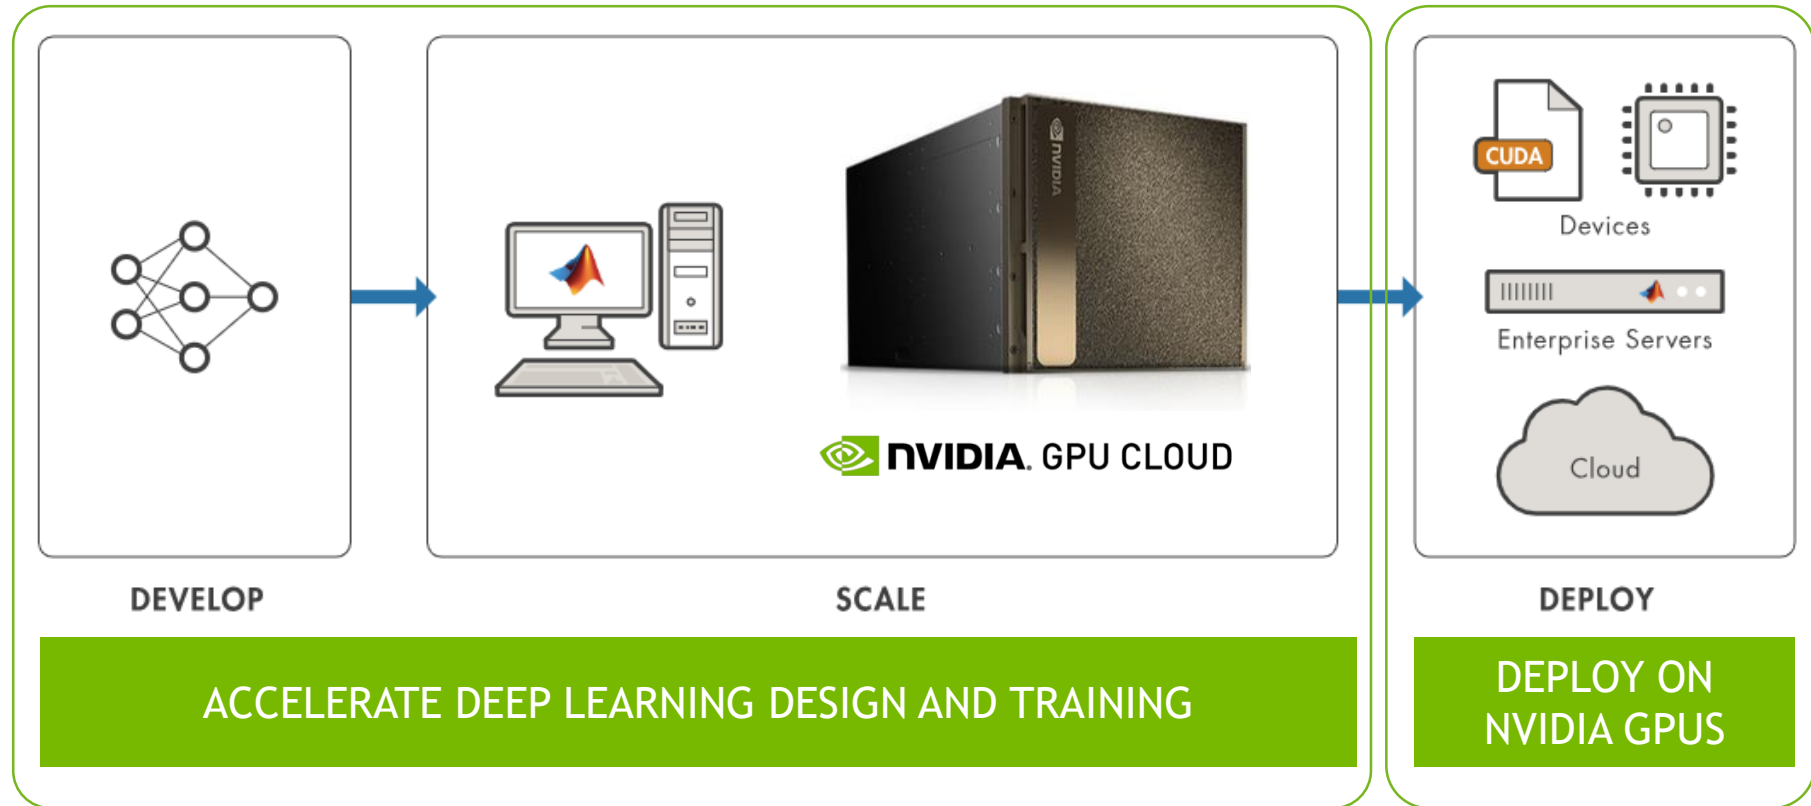 NVIDIA
CUDA
Devices
Enterprise Servers
NVIDIA. GPU CLOUD
Cloud
DEVELOP
SCALE
DEPLOY
ACCELERATE DEEP LEARNING DESIGN AND TRAINING
DEPLOY ON
NVIDIA GPUS